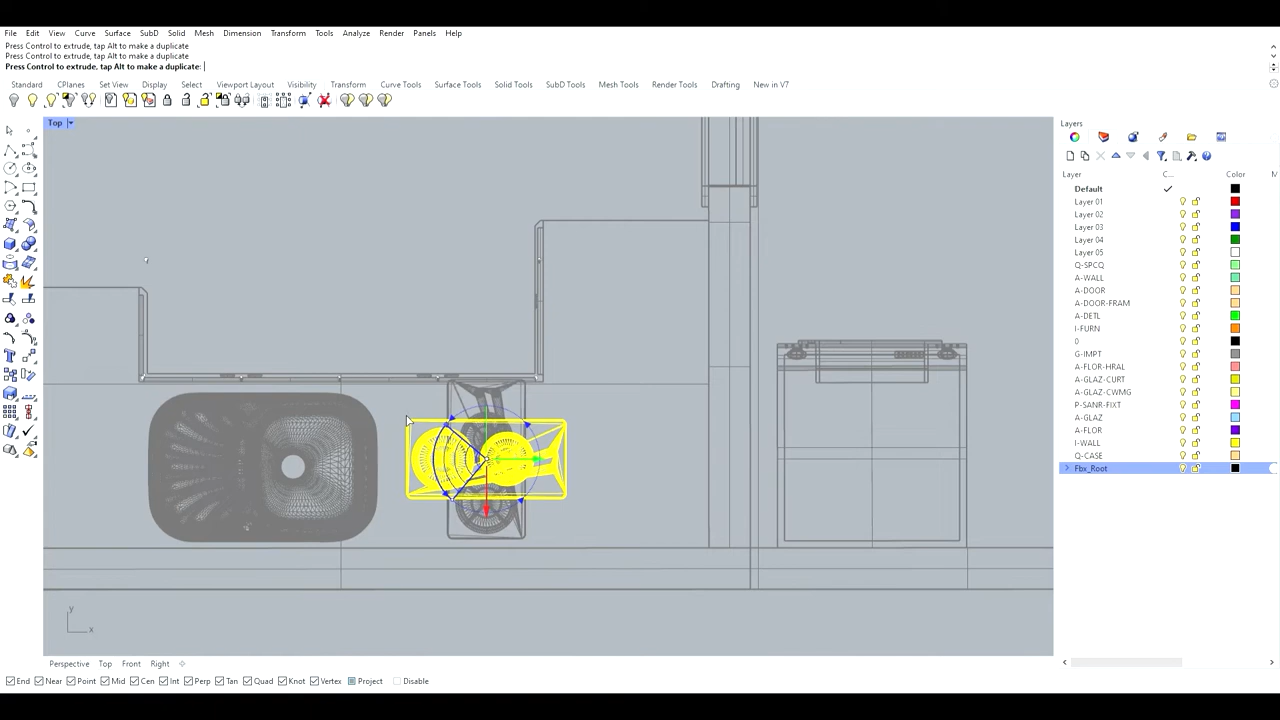 File Edit View Curve Surface SubD Solid Mesh Dimension Transform Tools Analyze Render Panels Help
Press Control to extrude, tap Alt to make a duplicate
Press Control to extrude, tap Alt to make a duplicate
Press Control to extrude, tap Alt to make a duplicate:
Standard CPlanes Set View Display Select Viewport Layout Visibility Transform Curve Tools Surface Tools Solid Tools SubD Tools Mesh Tools Render Tools Drafting New in V7
Top
Layers
Layer C... Color M
Default
Layer 01
Layer 02
Layer 03
Layer 04
Layer 05
Q-SPCQ
A-WALL
A-DOOR
A-DOOR-FRAM
A-DETL
I-FURN
0
G-IMPT
A-FLOR-HRAL
A-GLAZ-CURT
A-GLAZ-CWMG
P-SANR-FIXT
A-GLAZ
A-FLOR
I-WALL
Q-CASE
Fbx_Root
y
x
Perspective Top Front Right
End Near Point Mid Cen Int Perp Tan Quad Knot Vertex Project Disable